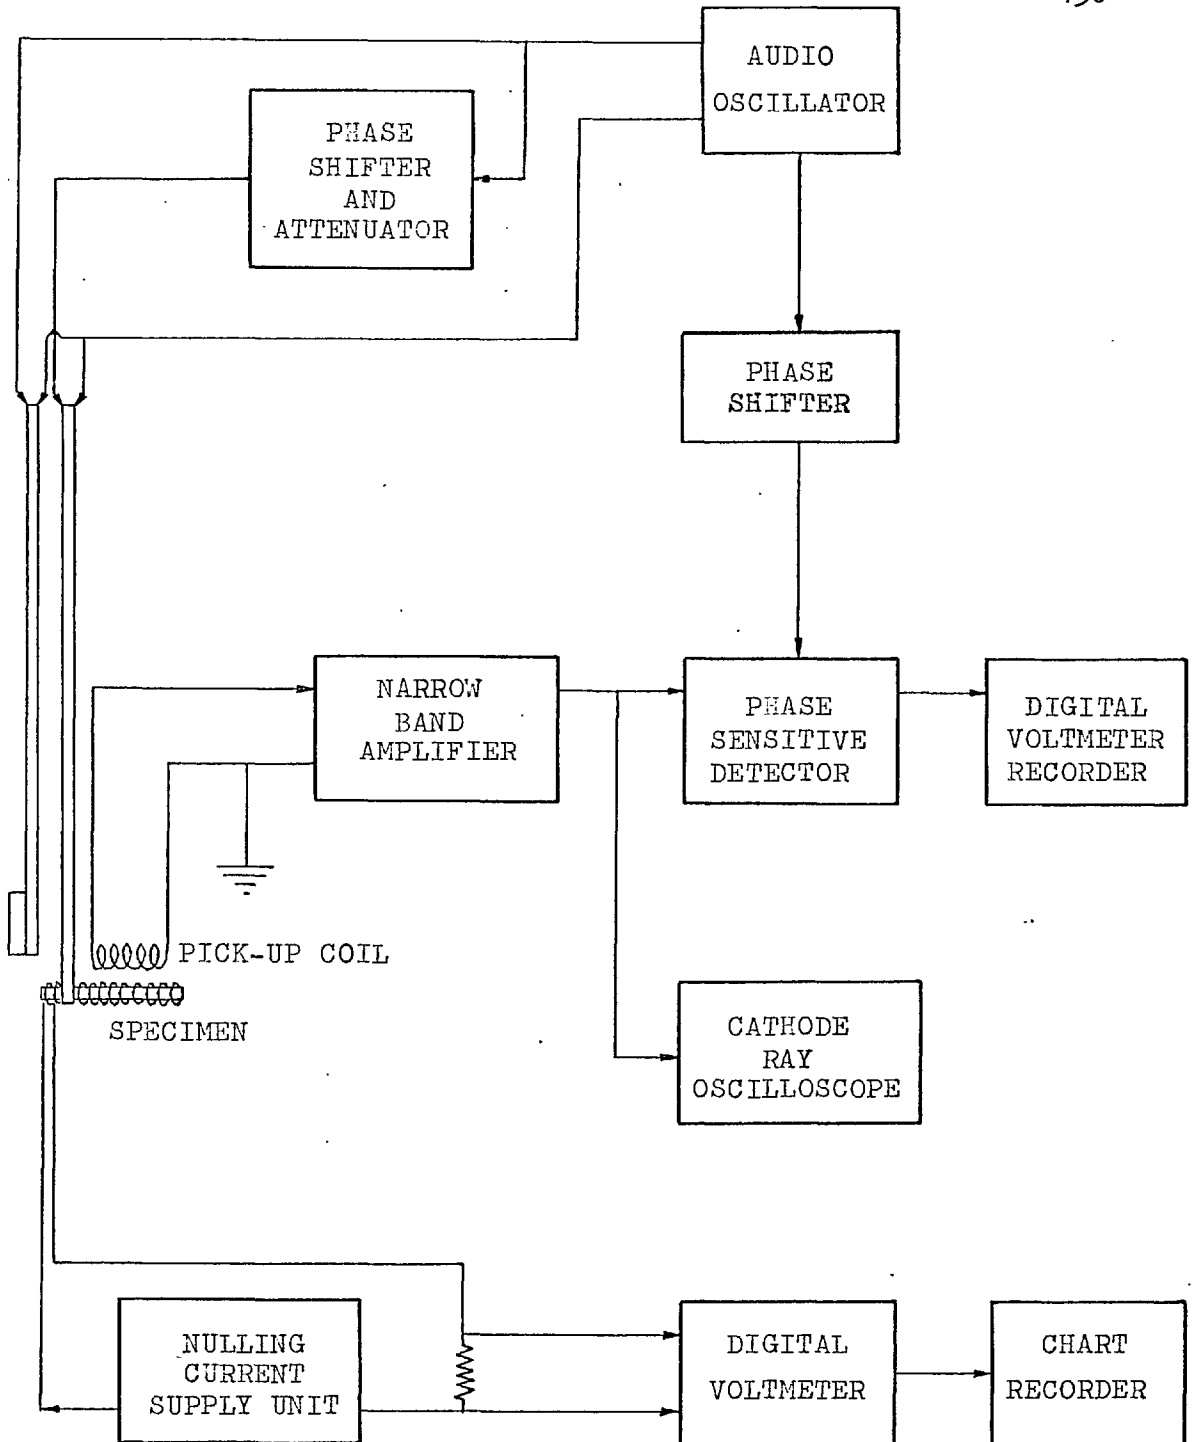 AUDIO
OSCILLATOR
PHASE
SHIFTER
AND
ATTENUATOR
PHASE
SHIFTER
NARROW
BAND
AMPLIFIER
PHASE
SENSITIVE
DETECTOR
DIGITAL
VOLTMETER
RECORDER
PICK-UP COIL
SPECIMEN
CATHODE
RAY
OSCILLOSCOPE
NULLING
CURRENT
SUPPLY UNIT
DIGITAL
VOLTMETER
CHART
RECORDER